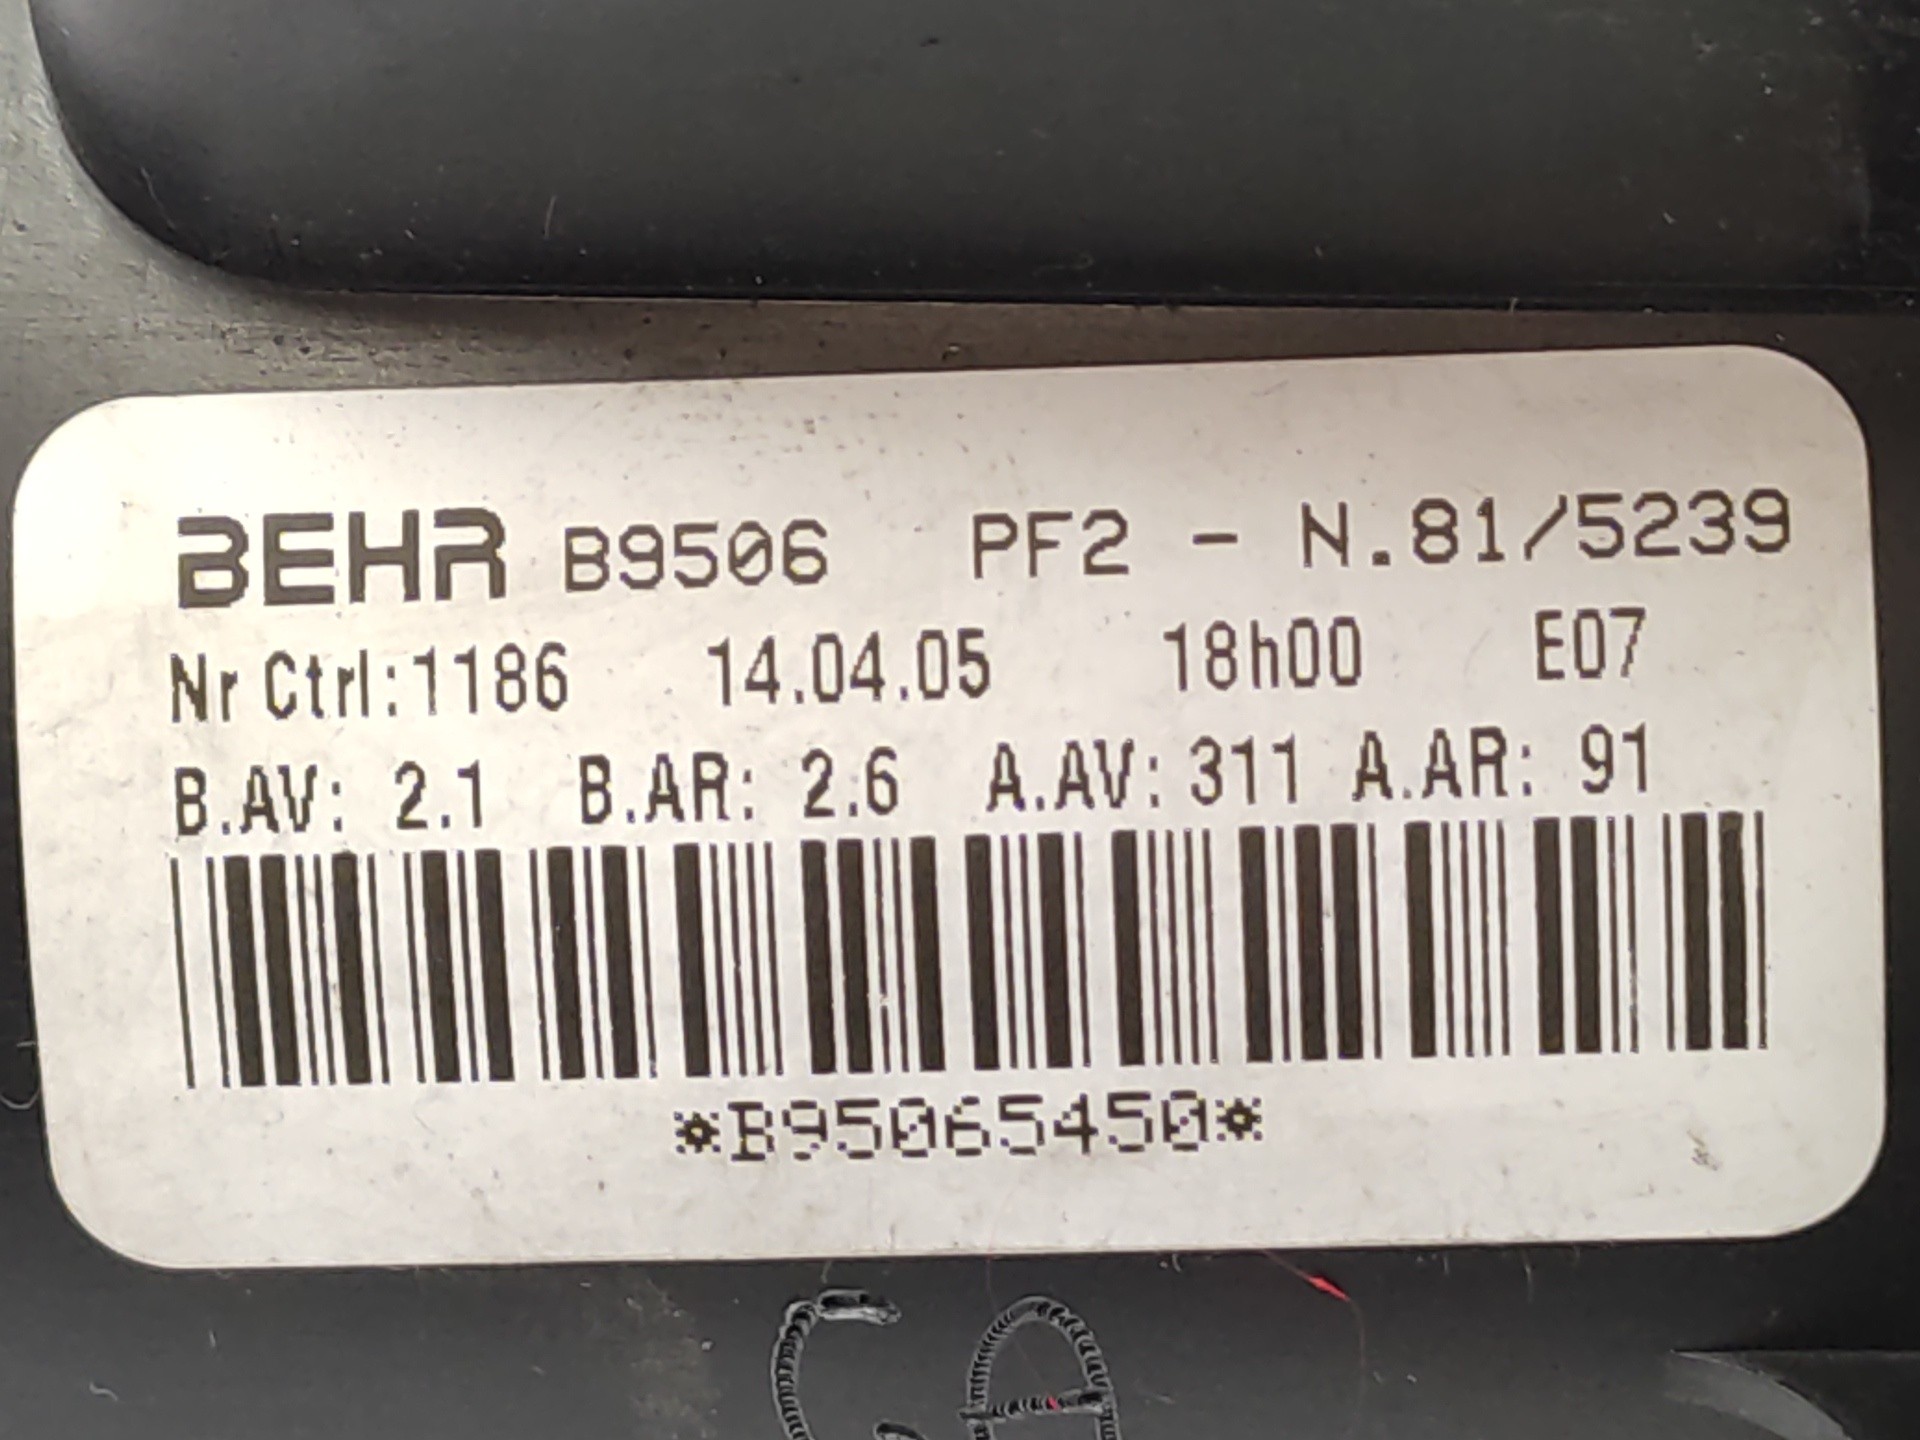 BEHR B9506 PF2 - N.81/5239
Nr Ctrl:1186 14.04.05 18h00 E07
B.AV: 2.1 B.AR: 2.6 A.AV: 311 A.AR: 91
*B95065450*
GA